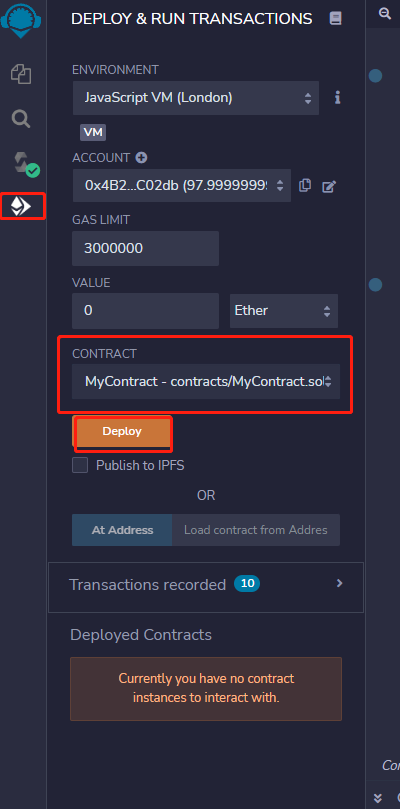 DEPLOY & RUN TRANSACTIONS
ENVIRONMENT
JavaScript VM (London)
VM
ACCOUNT
0x4B2...C02db (97.9999999
GAS LIMIT
3000000
VALUE
0
Ether
CONTRACT
MyContract - contracts/MyContract.sol
Deploy
Publish to IPFS
OR
At Address
Load contract from Addres
Transactions recorded 10
Deployed Contracts
Currently you have no contract
instances to interact with.